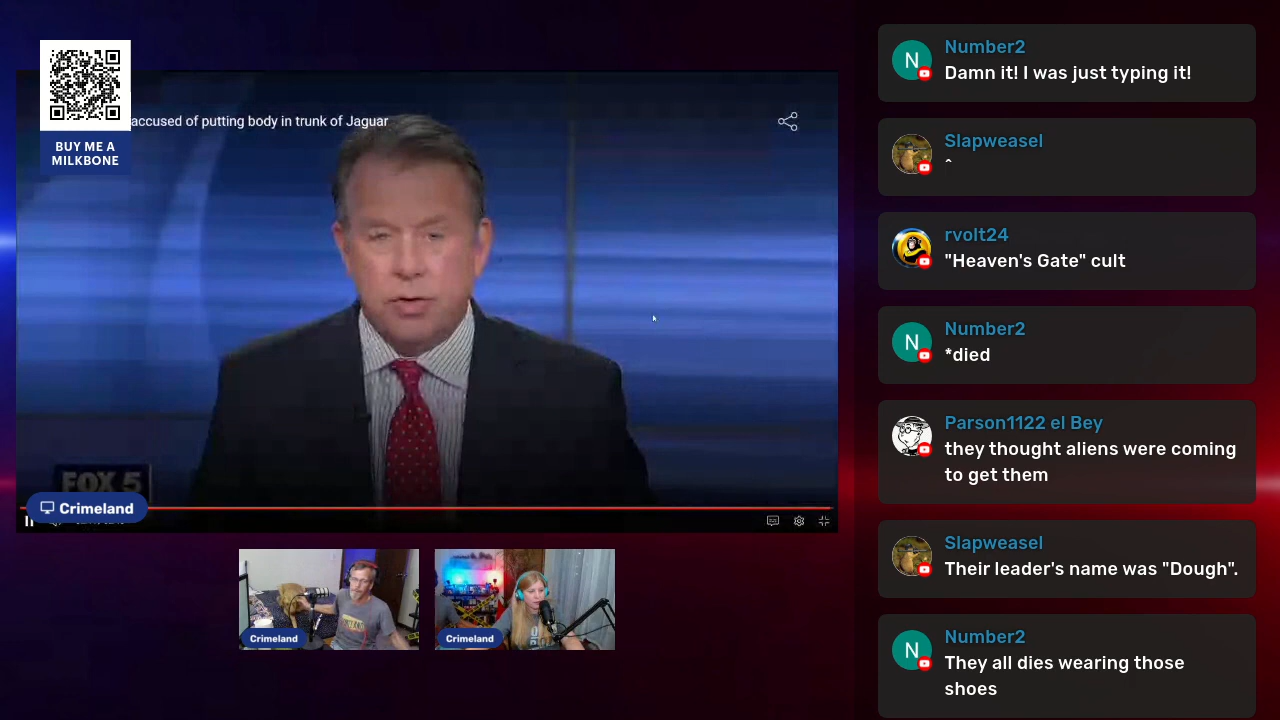 BUY ME A
MILKBONE
accused of putting body in trunk of Jaguar
FOX 5
Crimeland
Crimeland
Crimeland
N
Number2
Damn it! I was just typing it!
Slapweasel
^
rvolt24
"Heaven's Gate" cult
N
Number2
*died
Parson1122 el Bey
they thought aliens were coming
to get them
Slapweasel
Their leader's name was "Dough".
N
Number2
They all dies wearing those
shoes